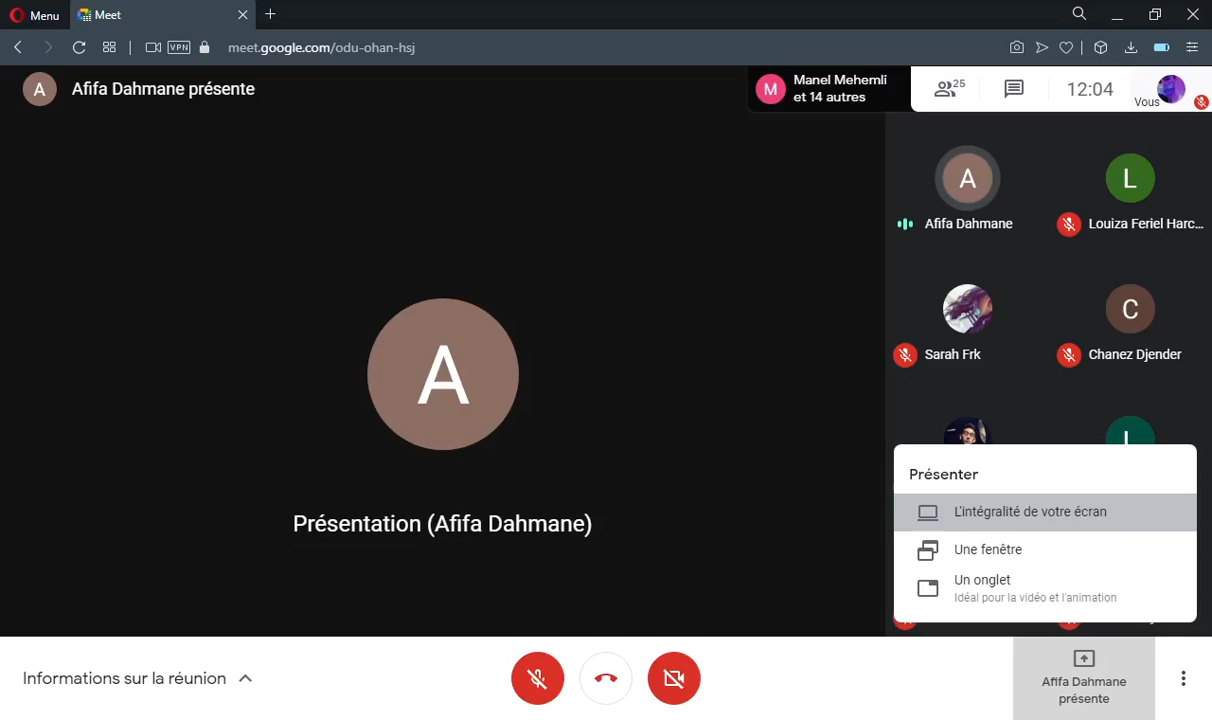 Menu
Meet
VPN
meet.google.com/odu-ohan-hsj
A
Afifa Dahmane présente
M
Manel Mehemli
et 14 autres
25
12:04
Vous
A
Afifa Dahmane
L
Louiza Feriel Harc...
Sarah Frk
C
Chanez Djender
A
Présentation (Afifa Dahmane)
Présenter
L'intégralité de votre écran
Une fenêtre
Un onglet
Idéal pour la vidéo et l'animation
Informations sur la réunion
Afifa Dahmane
présente